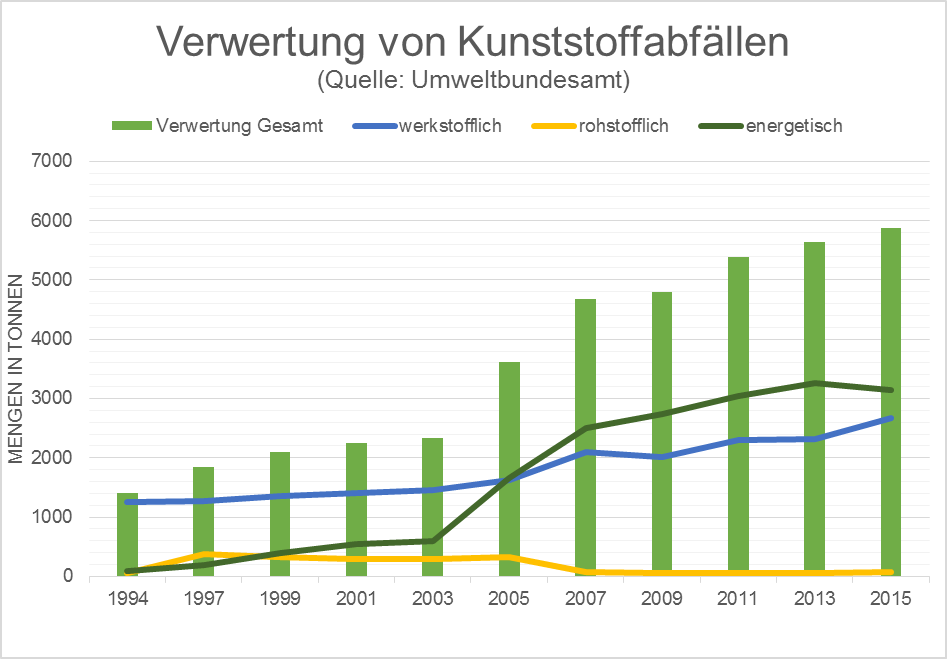 Verwertung von Kunststoffabfällen
(Quelle: Umweltbundesamt)
Verwertung Gesamt werkstofflich rohstofflich energetisch
MENGEN IN TONNEN
7000
6000
5000
4000
3000
2000
1000
0
1994 1997 1999 2001 2003 2005 2007 2009 2011 2013 2015